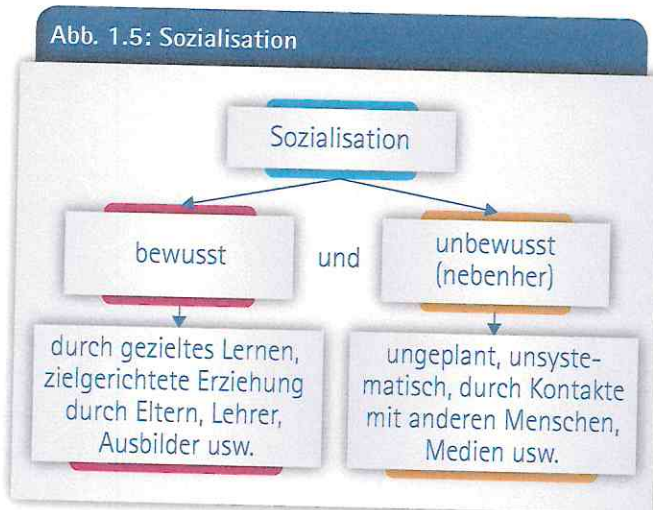 Abb. 1.5: Sozialisation
Sozialisation
bewusst
und
unbewusst
(nebenher)
durch gezieltes Lernen,
zielgerichtete Erziehung
durch Eltern, Lehrer,
Ausbilder usw.
ungeplant, unsyste-
matisch, durch Kontakte
mit anderen Menschen,
Medien usw.